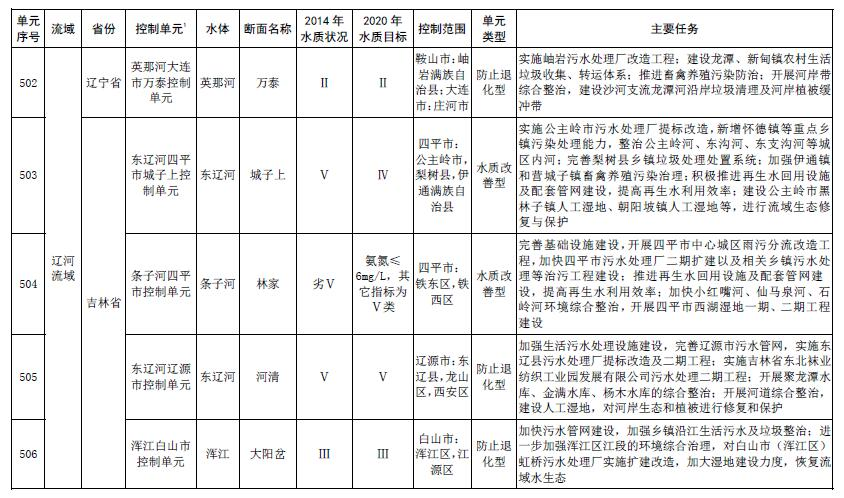 单元序号 流域 省份 控制单元1 水体 断面名称 2014 年水质状况 2020 年水质目标 控制范围 单元类型 主要任务
辽河流域
辽宁省
502 英那河大连市万泰控制单元 英那河 万泰 Ⅱ Ⅱ 鞍山市：岫岩满族自治县；大连市：庄河市 防止退化型
实施岫岩污水处理厂改造工程；建设龙潭、新甸镇农村生活
垃圾收集、转运体系；推进畜禽养殖污染防治；开展河岸带
综合整治，建设沙河支流龙潭河沿岸垃圾清理及河岸植被缓
冲带
吉林省
503 东辽河四平市城子上控制单元 东辽河 城子上 Ⅴ Ⅳ 四平市：公主岭市，梨树县，伊通满族自治县 水质改善型
实施公主岭市污水处理厂提标改造，新增怀德镇等重点乡
镇污染处理能力，整治公主岭河、东沟河、东支沟河等城
区内河；完善梨树县乡镇垃圾处理处置系统；加强伊通镇
和营城子镇畜禽养殖污染治理；积极推进再生水回用设施
及配套管网建设，提高再生水利用效率；建设公主岭市黑
林子镇人工湿地、朝阳坡镇人工湿地等，进行流域生态修
复与保护
504 条子河四平市控制单元 条子河 林家 劣Ⅴ 氨氮≤6mg/L，其它指标为Ⅴ类 四平市：铁东区，铁西区 水质改善型
完善基础设施建设，开展四平市中心城区雨污分流改造工
程，加快四平市污水处理厂二期扩建以及相关乡镇污水处
理等治污工程建设；推进再生水回用设施及配套管网建
设，提高再生水利用效率；加快小红嘴河、仙马泉河、石
岭河环境综合整治，开展四平市西湖湿地一期、二期工程
建设
505 东辽河辽源市控制单元 东辽河 河清 Ⅴ Ⅴ 辽源市：东辽县，龙山区，西安区 防止退化型
加强生活污水处理设施建设，完善辽源市污水管网，实施东
辽县污水处理厂提标改造及二期工程；实施吉林省东北袜业
纺织工业园发展有限公司污水处理二期工程；开展聚龙潭水
库、金满水库、杨木水库的综合整治；开展河道综合整治，
建设人工湿地，对河岸生态和植被进行修复和保护
506 浑江白山市控制单元 浑江 大阳岔 Ⅲ Ⅲ 白山市：浑江区，江源区 防止退化型
加快污水管网建设，加强乡镇沿江生活污水及垃圾整治；进
一步加强浑江区江段的环境综合治理，对白山市（浑江区）
虹桥污水处理厂实施扩建改造，加大湿地建设力度，恢复流
域水生态